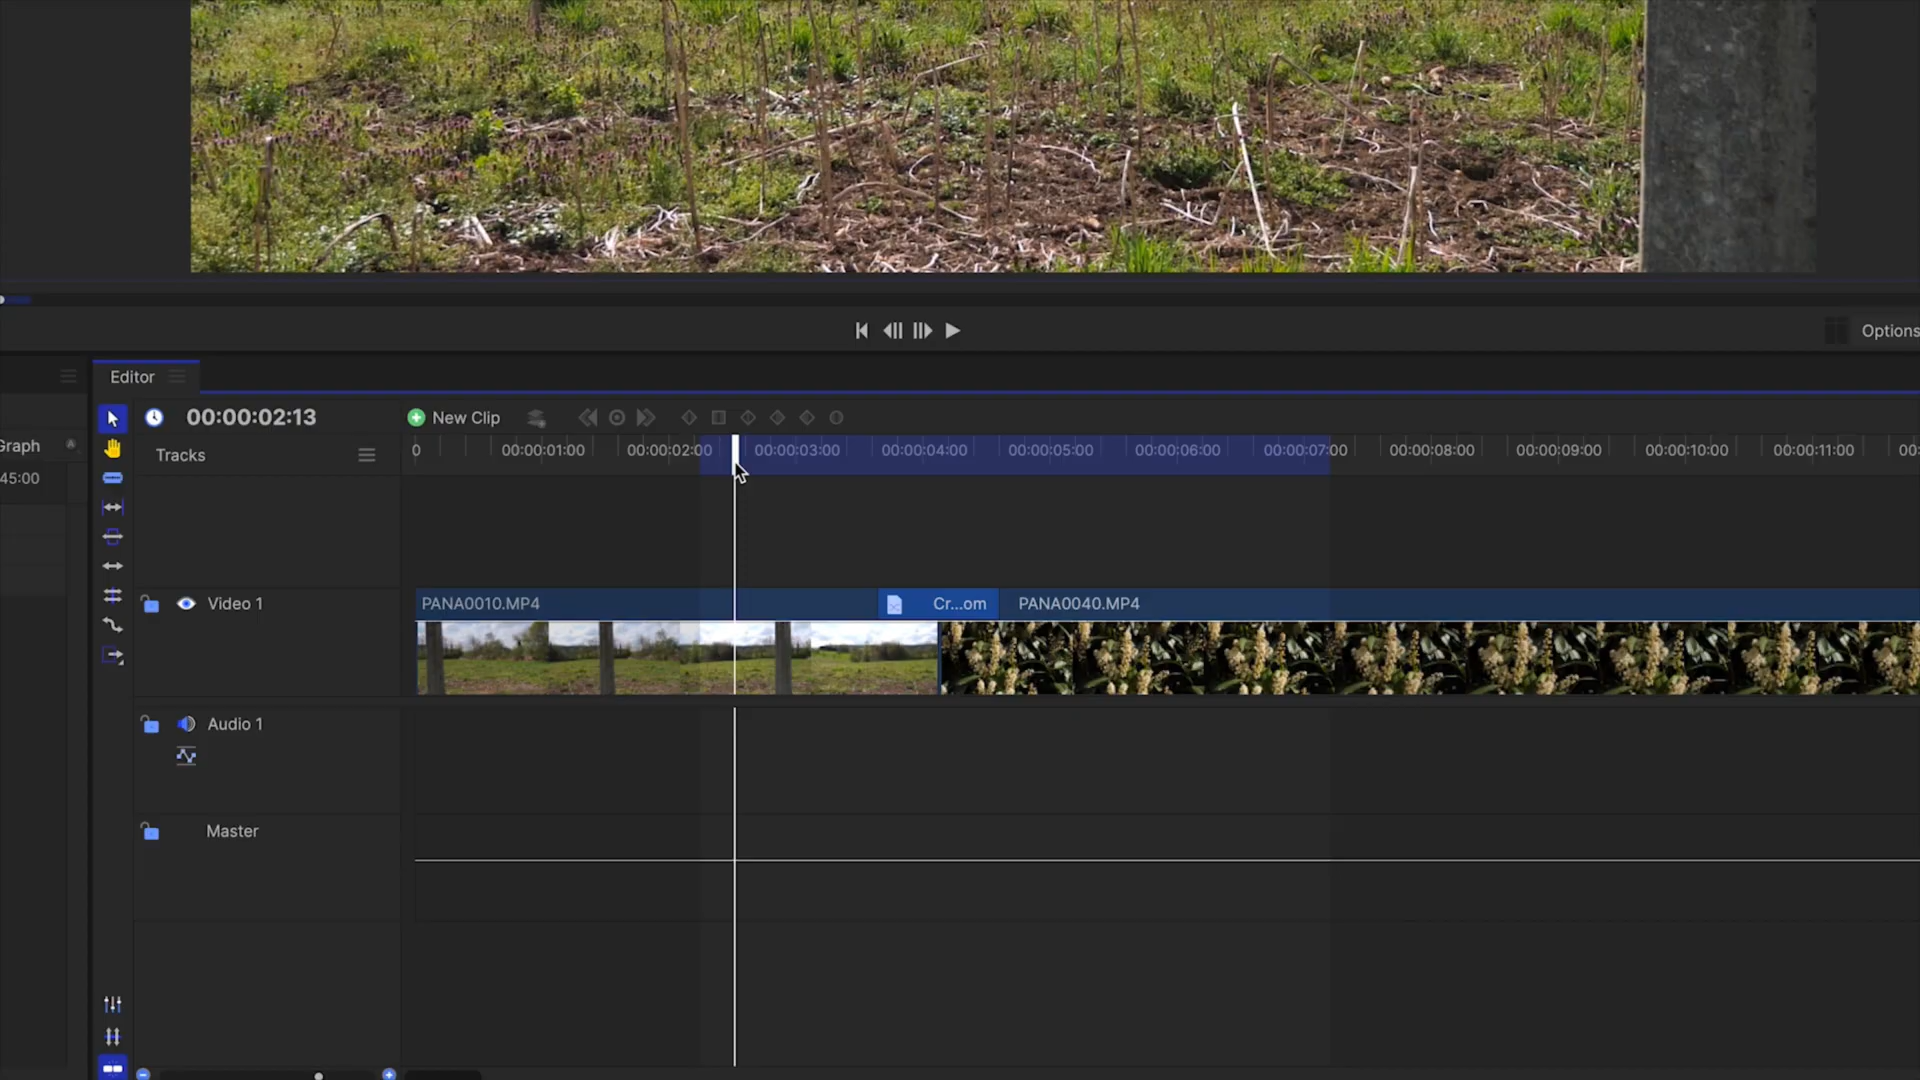 Options
Editor
00:00:02:13
New Clip
Graph
45:00
Tracks
0
00:00:01:00
00:00:02:00
00:00:03:00
00:00:04:00
00:00:05:00
00:00:06:00
00:00:07:00
00:00:08:00
00:00:09:00
00:00:10:00
00:00:11:00
00:
Video 1
PANA0010.MP4
Cr...om
PANA0040.MP4
Audio 1
Master